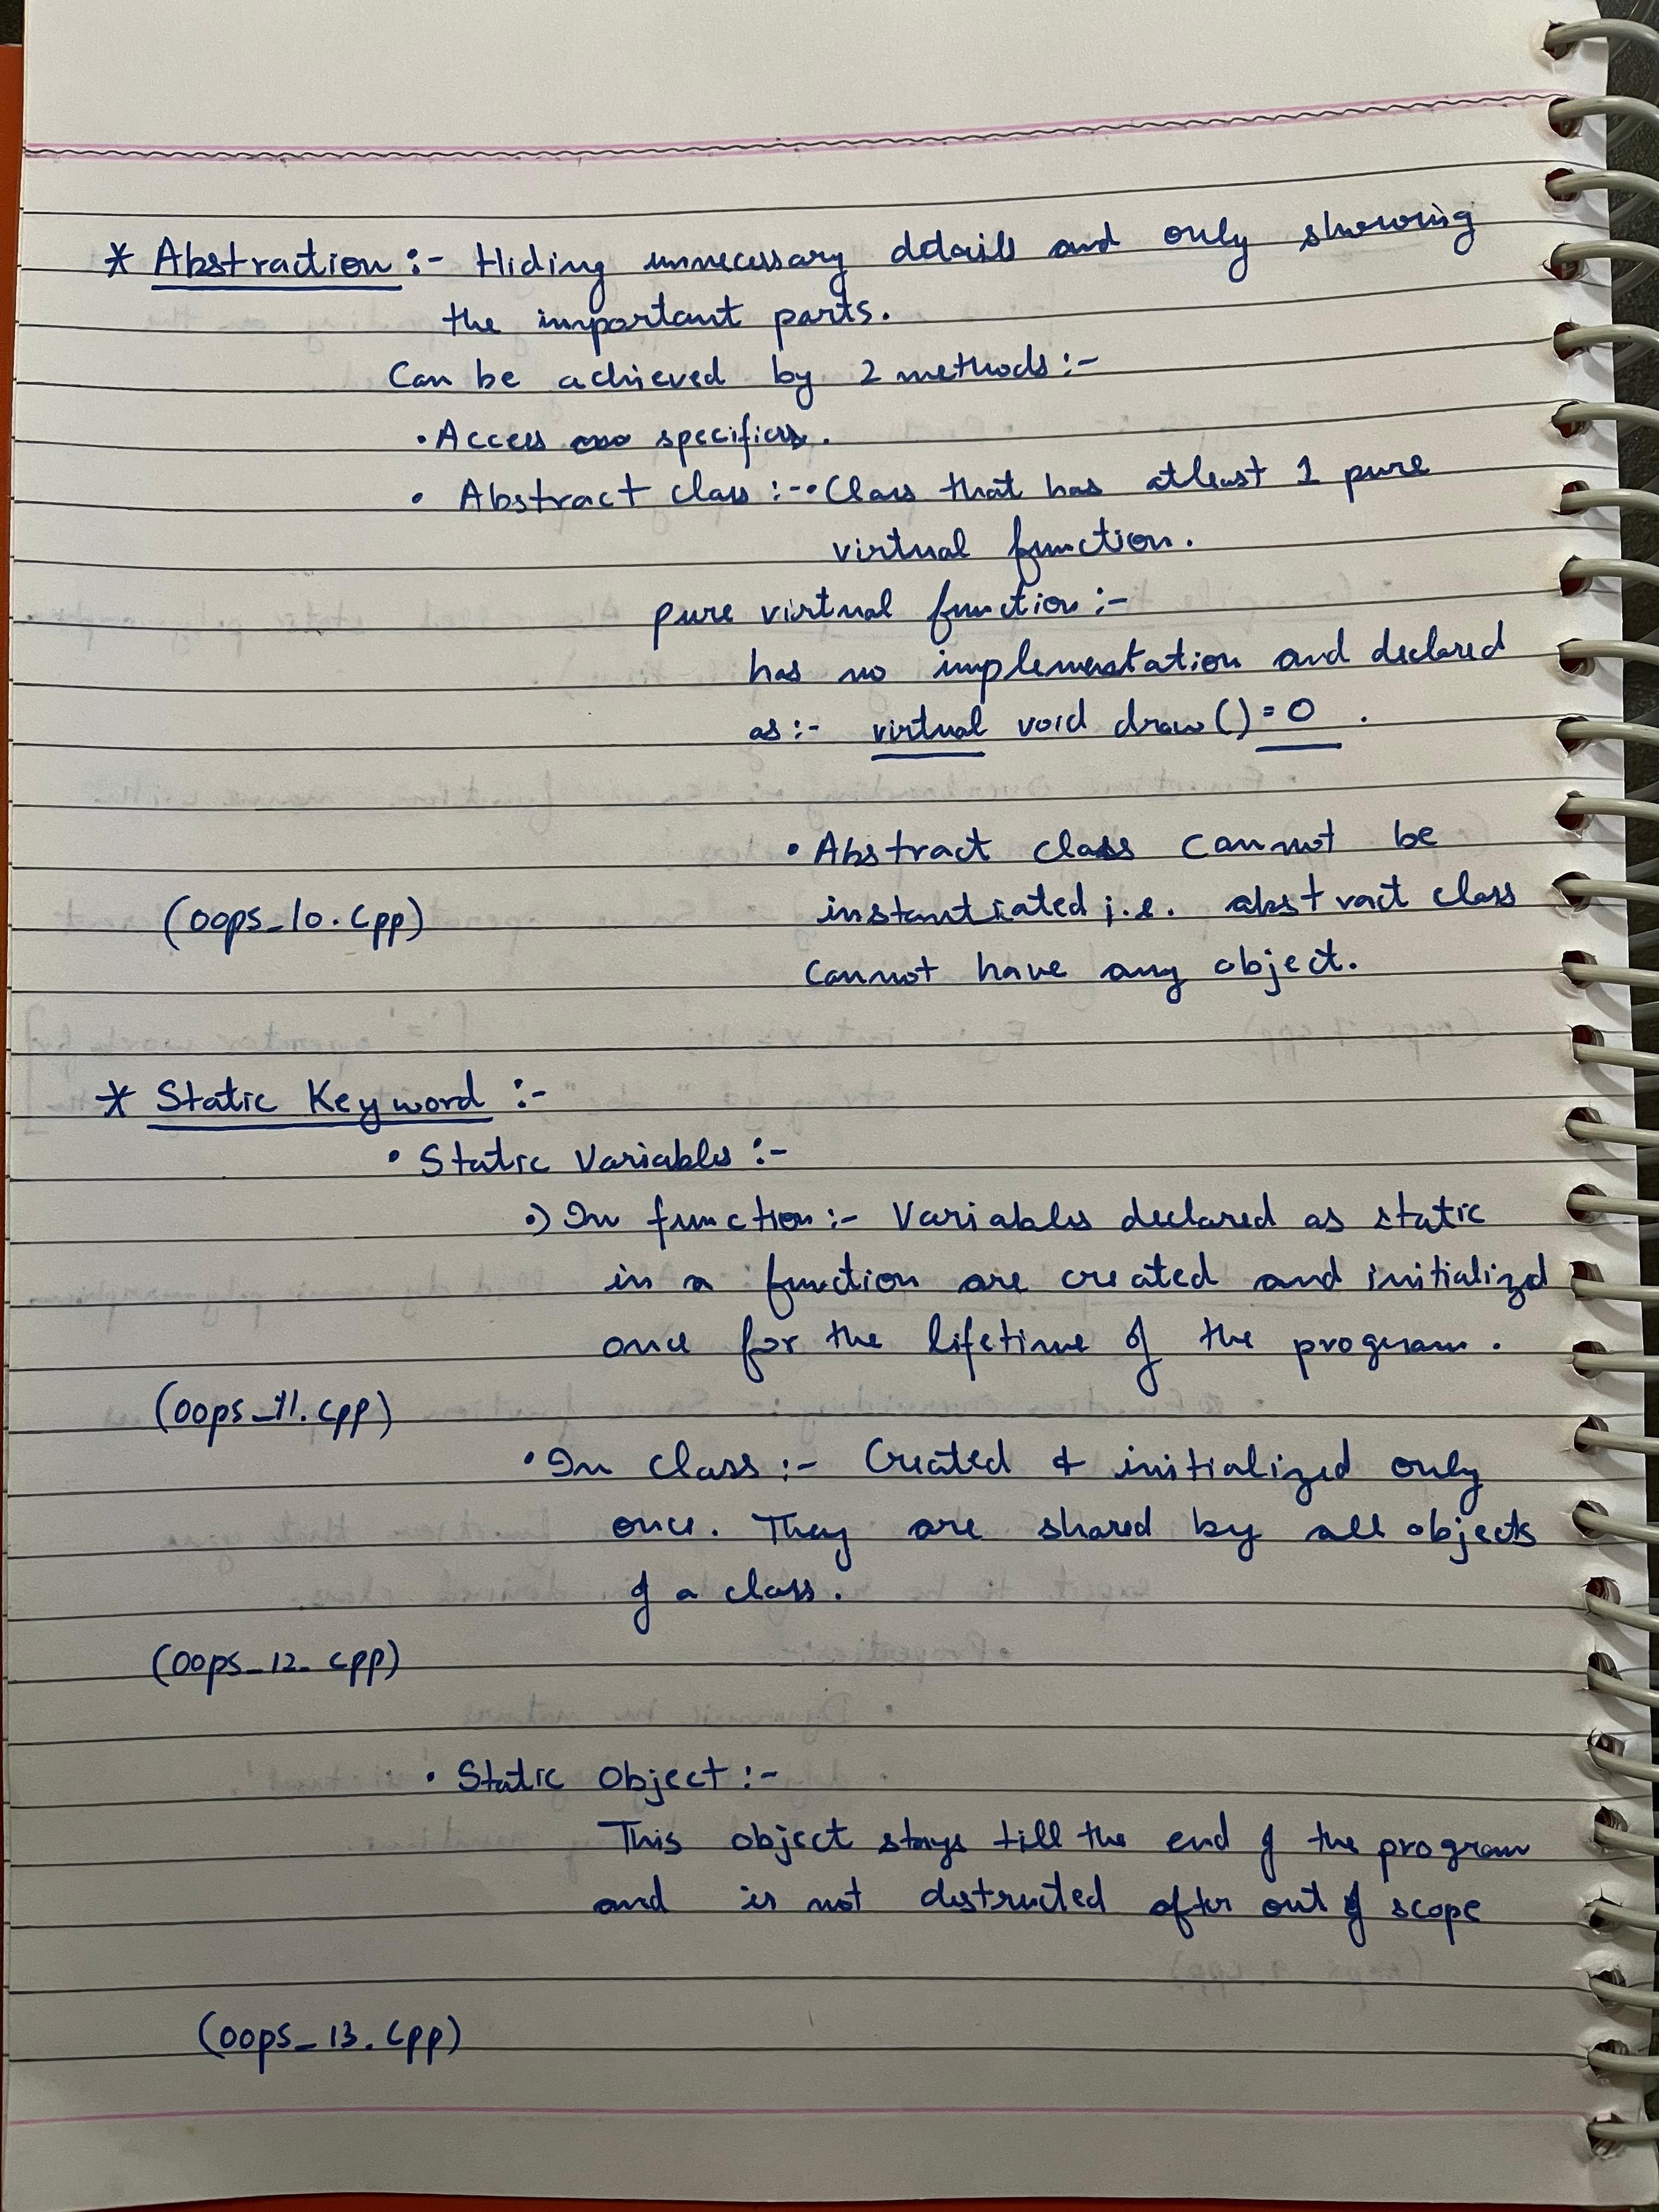 * Abstraction :- Hiding unnecessary details and only showing
the important parts.
Can be achieved by 2 methods :-
• Access specifiers.
• Abstract class :- • Class that has atleast 1 pure
virtual function.
pure virtual function :-
has no implementation and declared
as :- virtual void draw() = 0 .
• Abstract class cannot be
(oops_10.cpp) instantiated i.e. abstract class
cannot have any object.
* Static Keyword :-
• Static Variables :-
•) In function :- Variables declared as static
in a function are created and initialized
once for the lifetime of the program.
(oops_11.cpp)
• In class :- Created & initialized only
once. They are shared by all objects
of a class.
(oops_12.cpp)
• Static Object :-
This object stays till the end of the program
and is not destructed after out of scope
(oops_13.cpp)